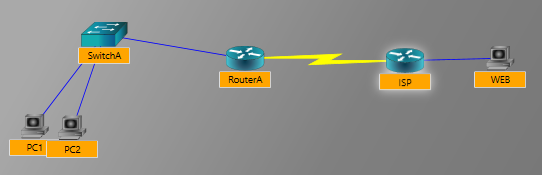 SwitchA
RouterA
ISP
WEB
PC1
PC2